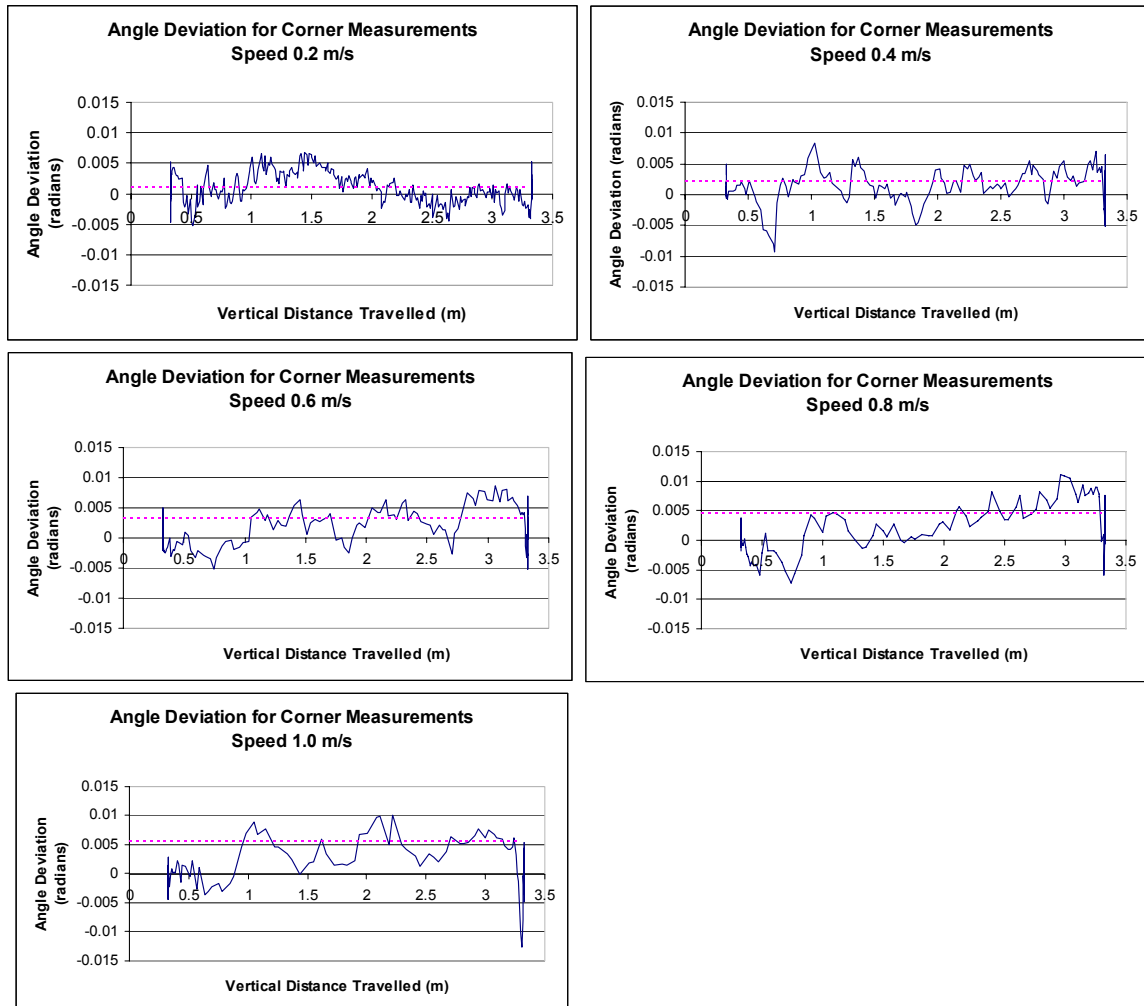 Angle Deviation for Corner Measurements
Speed 0.2 m/s
0.015
0.01
0.005
0
-0.005
-0.01
-0.015
0 0.5 1 1.5 2 2.5 3 3.5
Angle Deviation
(radians)
Vertical Distance Travelled (m)
Angle Deviation for Corner Measurements
Speed 0.4 m/s
0.015
0.01
0.005
0
-0.005
-0.01
-0.015
0 0.5 1 1.5 2 2.5 3 3.5
Angle Deviation (radians)
Vertical Distance Travelled (m)
Angle Deviation for Corner Measurements
Speed 0.6 m/s
0.015
0.01
0.005
0
-0.005
-0.01
-0.015
0 0.5 1 1.5 2 2.5 3 3.5
Angle Deviation
(radians)
Vertical Distance Travelled (m)
Angle Deviation for Corner Measurements
Speed 0.8 m/s
0.015
0.01
0.005
0
-0.005
-0.01
-0.015
0 0.5 1 1.5 2 2.5 3 3.5
Angle Deviation
(radians)
Vertical Distance Travelled (m)
Angle Deviation for Corner Measurements
Speed 1.0 m/s
0.015
0.01
0.005
0
-0.005
-0.01
-0.015
0 0.5 1 1.5 2 2.5 3 3.5
Angle Deviation
(radians)
Vertical Distance Travelled (m)